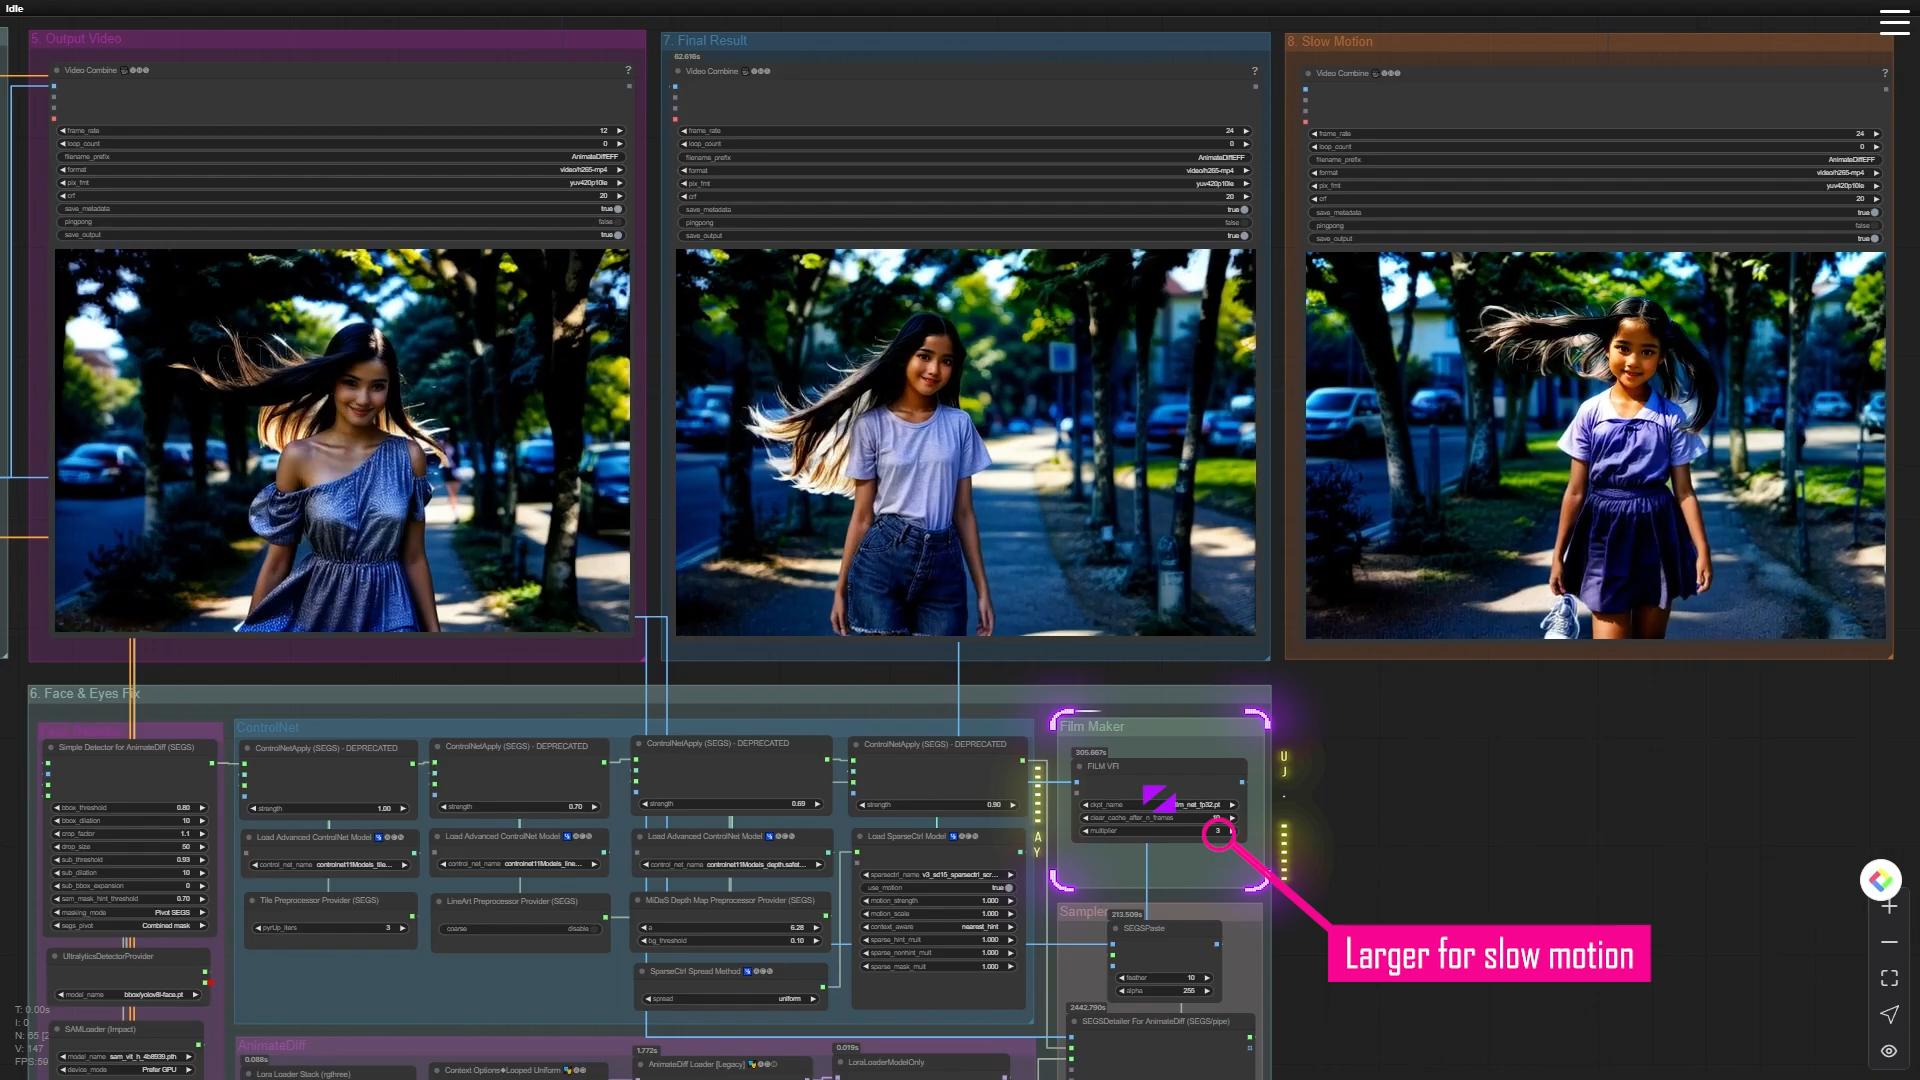 Idle
5. Output Video
Video Combine
?
frame_rate 12
loop_count 0
filename_prefix AnimateDiffEFF
format video/h265-mp4
pix_fmt yuv420p10le
crf 20
save_metadata true
pingpong false
save_output true
7. Final Result
62.616s
Video Combine
?
frame_rate 24
loop_count 0
filename_prefix AnimateDiffEFF
format video/h265-mp4
pix_fmt yuv420p10le
crf 20
save_metadata true
pingpong false
save_output true
8. Slow Motion
Video Combine
?
frame_rate 24
loop_count 0
filename_prefix AnimateDiffEFF
format video/h265-mp4
pix_fmt yuv420p10le
crf 20
save_metadata true
pingpong false
save_output true
6. Face & Eyes Fix
Simple Detector for AnimateDiff (SEGS)
bbox_threshold 0.80
bbox_dilation 10
crop_factor 1.1
drop_size 50
sub_threshold 0.93
sub_dilation 10
sub_bbox_expansion 0
sam_mask_hint_threshold 0.70
masking_mode Pivot SEGS
segs_pivot Combined mask
UltralyticsDetectorProvider
model_name bbox/yolov8l-face.pt
SAMLoader (Impact)
model_name sam_vit_h_4b8939.pth
device_mode Prefer GPU
T: 0.00s
I: 0
N: 65 [2
V: 147
FPS:59
ControlNet
ControlNetApply (SEGS) - DEPRECATED
strength 1.00
Load Advanced ControlNet Model
control_net_name controlnet11Models_tile...
Tile Preprocessor Provider (SEGS)
pyrUp_iters 3
ControlNetApply (SEGS) - DEPRECATED
strength 0.70
Load Advanced ControlNet Model
control_net_name controlnet11Models_line...
LineArt Preprocessor Provider (SEGS)
coarse disable
ControlNetApply (SEGS) - DEPRECATED
strength 0.69
Load Advanced ControlNet Model
control_net_name controlnet11Models_depth.safet...
MiDaS Depth Map Preprocessor Provider (SEGS)
a 6.28
bg_threshold 0.10
SparseCtrl Spread Method
spread uniform
ControlNetApply (SEGS) - DEPRECATED
strength 0.90
Load SparseCtrl Model
sparsectrl_name v3_sd15_sparsectrl_scr...
use_motion true
motion_strength 1.000
motion_scale 1.000
context_aware nearest_hint
sparse_hint_mult 1.000
sparse_nonhint_mult 1.000
sparse_mask_mult 1.000
AnimateDiff
0.088s
Lora Loader Stack (rgthree)
Context Options◆Looped Uniform
1.772s
AnimateDiff Loader [Legacy]
0.019s
LoraLoaderModelOnly
Film Maker
305.667s
FILM VFI
ckpt_name film_net_fp32.pt
clear_cache_after_n_frames 10
multiplier 3
Sampler
213.509s
SEGSPaste
feather 10
alpha 255
2442.790s
SEGSDetailer For AnimateDiff (SEGS/pipe)
Larger for slow motion